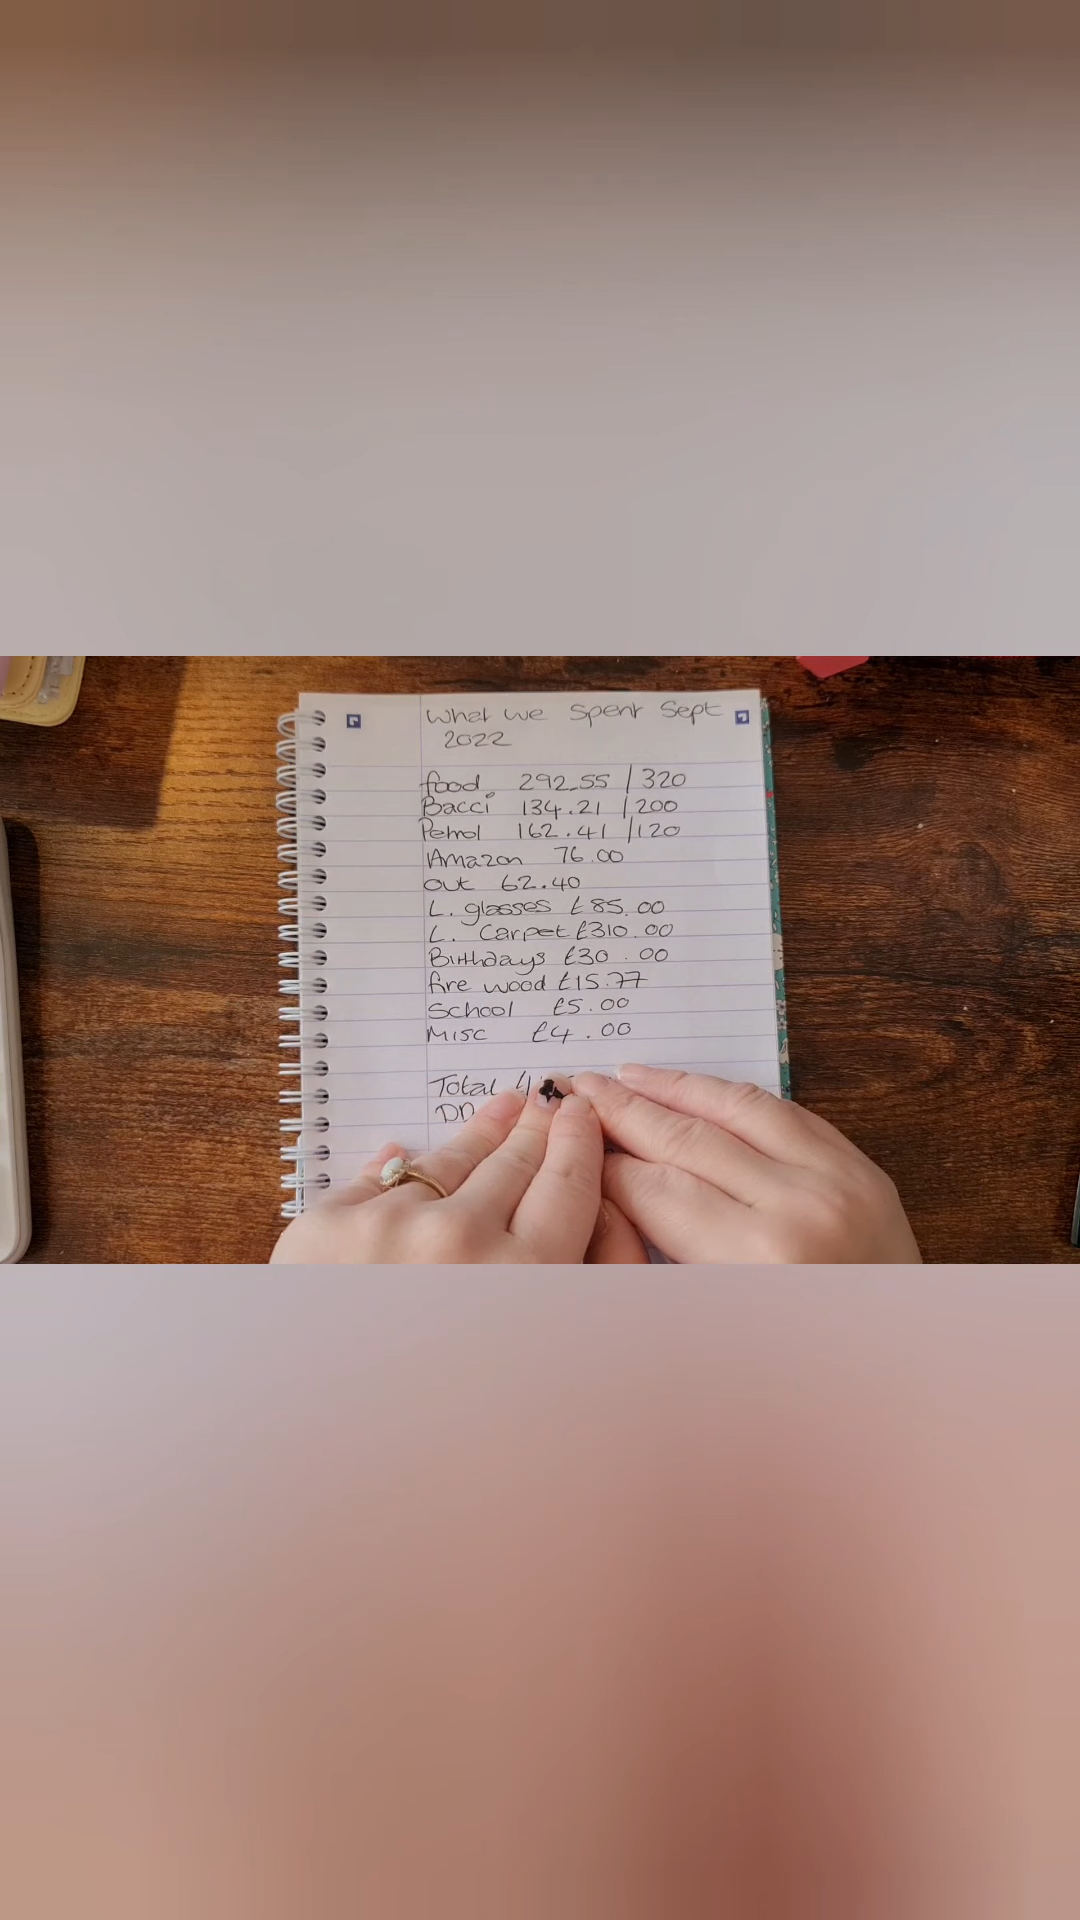 What we spent Sept
2022
food. 292.55 / 320
Bacci 134.21 / 200
Petrol 162.41 / 120
Amazon 76.00
out 62.40
L. glasses £85.00
L. Carpet £310.00
Birthdays £30.00
fire wood £15.77
School £5.00
Misc £4.00
Total
DD